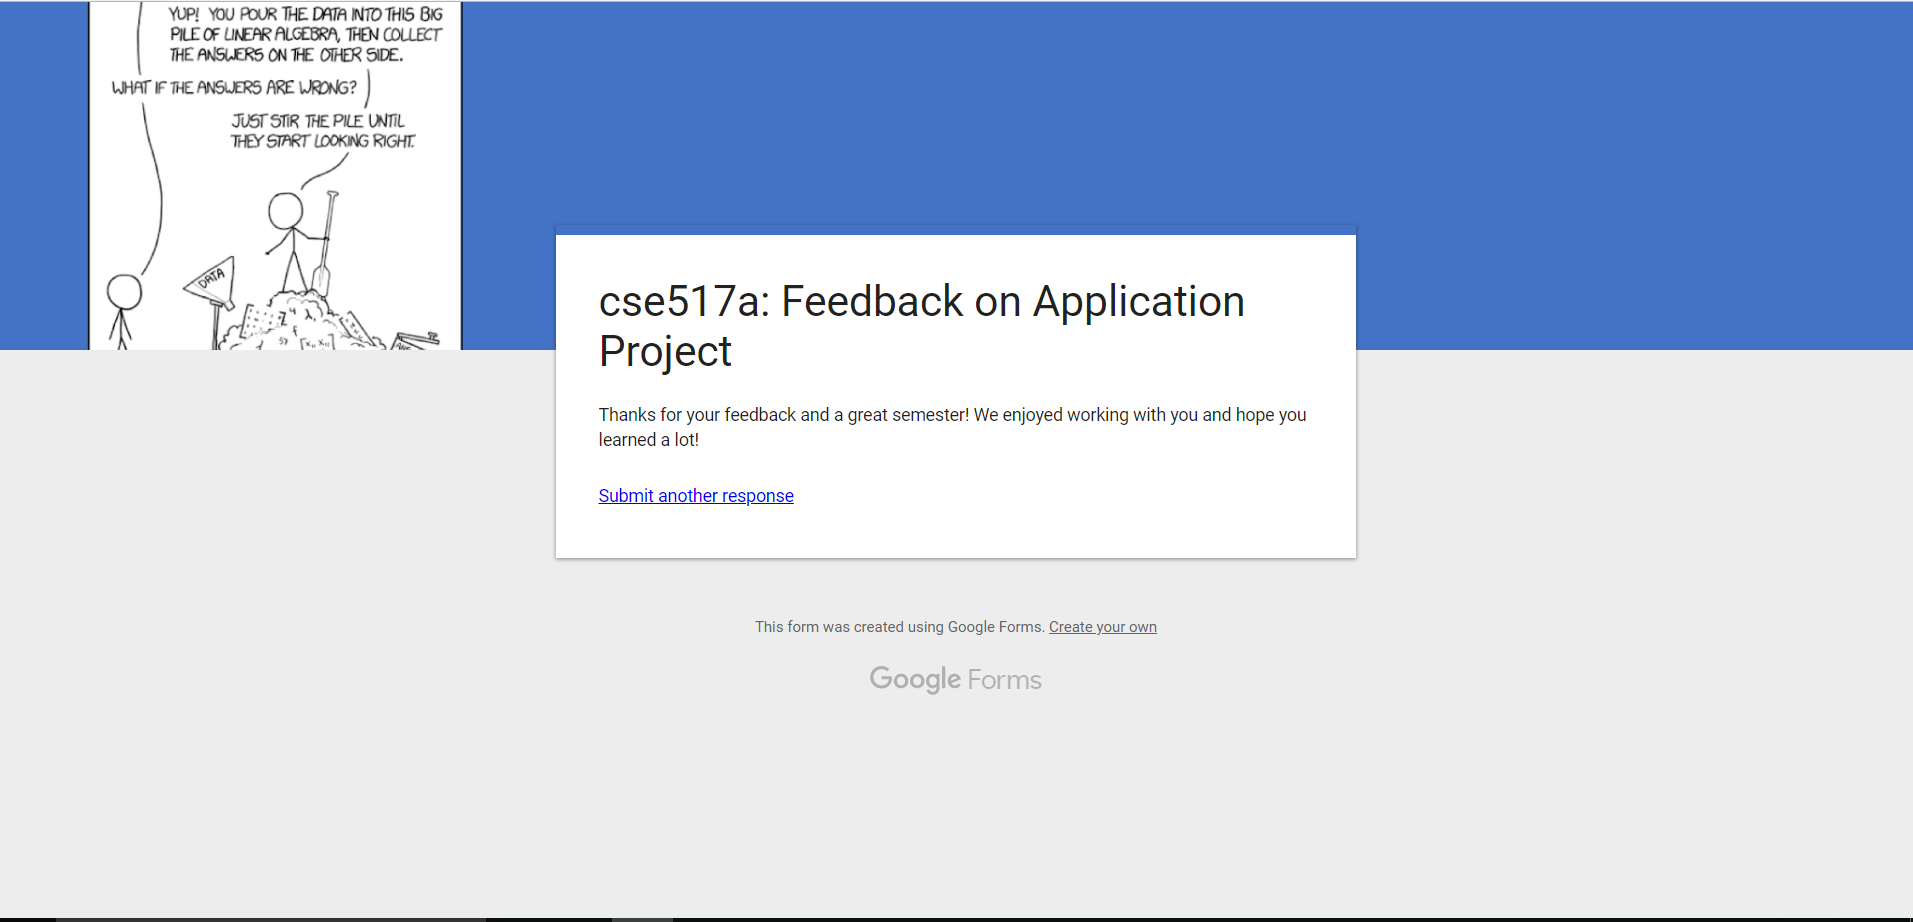 YUP! YOU POUR THE DATA INTO THIS BIG
PILE OF LINEAR ALGEBRA, THEN COLLECT
THE ANSWERS ON THE OTHER SIDE.
WHAT IF THE ANSWERS ARE WRONG?
JUST STIR THE PILE UNTIL
THEY START LOOKING RIGHT.
DATA
cse517a: Feedback on Application
Project
Thanks for your feedback and a great semester! We enjoyed working with you and hope you
learned a lot!
Submit another response
This form was created using Google Forms. Create your own
Google Forms